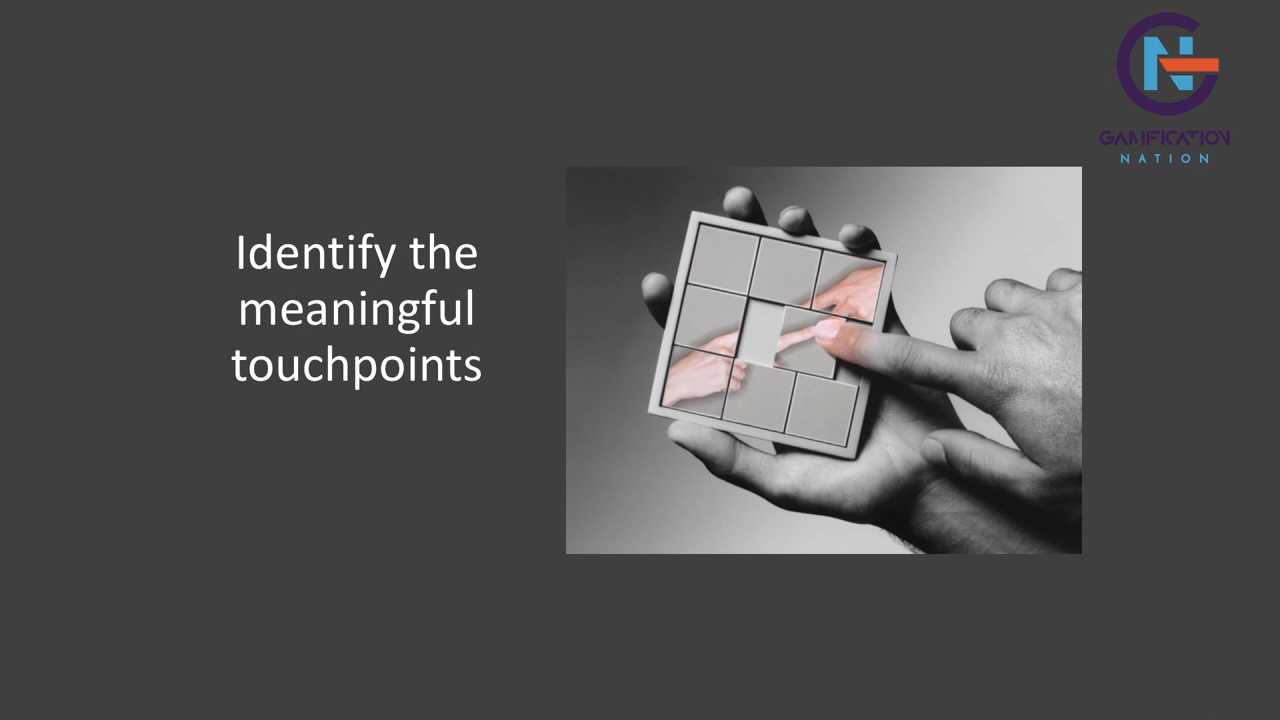 Identify the
meaningful
touchpoints
GAMIFICATION
NATION